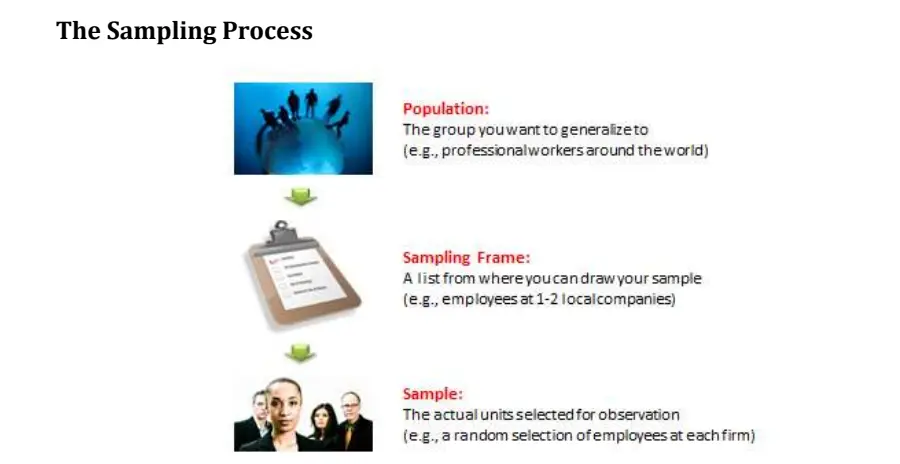 The Sampling Process
Population:
The group you want to generalize to
(e.g., professional workers around the world)
Sampling Frame:
A list from where you can draw your sample
(e.g., employees at 1-2 local companies)
Sample:
The actual units selected for observation
(e.g., a random selection of employees at each firm)